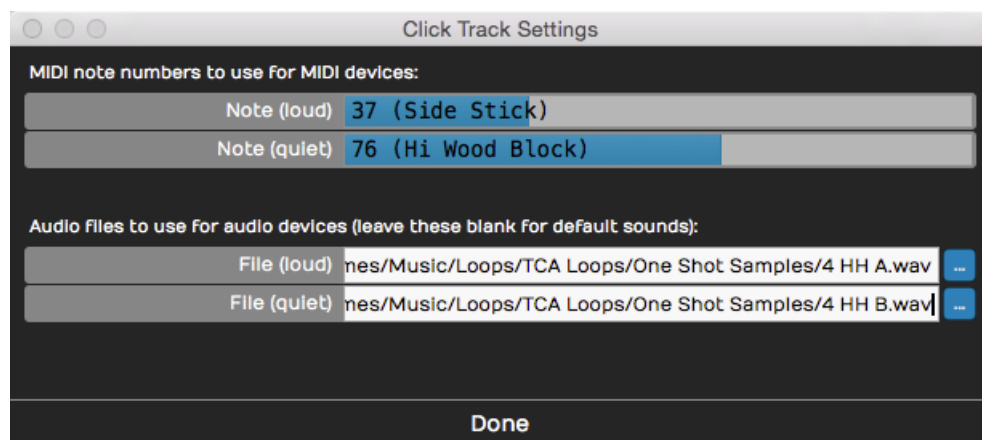 Click Track Settings
MIDI note numbers to use for MIDI devices:
Note (loud) 37 (Side Stick)
Note (quiet) 76 (Hi Wood Block)
Audio files to use for audio devices (leave these blank for default sounds):
File (loud) mes/Music/Loops/TCA Loops/One Shot Samples/4 HH A.wav ...
File (quiet) mes/Music/Loops/TCA Loops/One Shot Samples/4 HH B.wav ...
Done